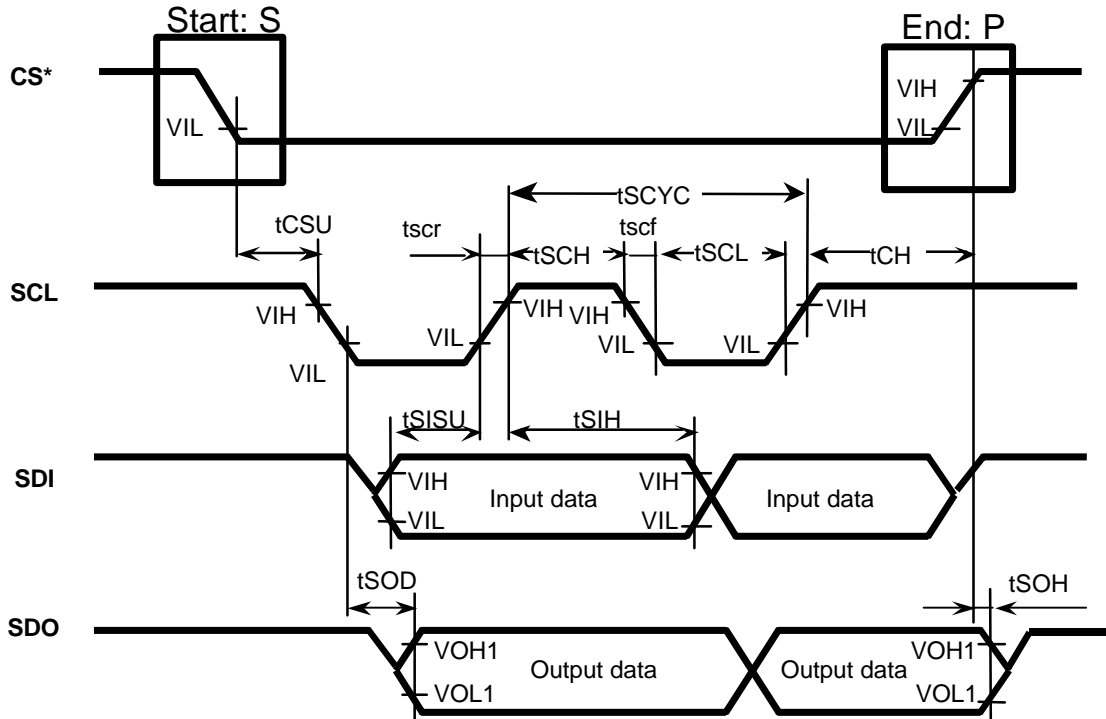 Start: S
End: P
CS*
VIH
VIL
VIL
tSCYC
tCSU
tscr
tscf
tSCH
tSCL
tCH
SCL
VIH
VIH
VIH
VIH
VIL
VIL
VIL
VIL
tSISU
tSIH
SDI
VIH
Input data
VIH
Input data
VIL
VIL
tSOD
tSOH
SDO
VOH1
Output data
Output data
VOH1
VOL1
VOL1